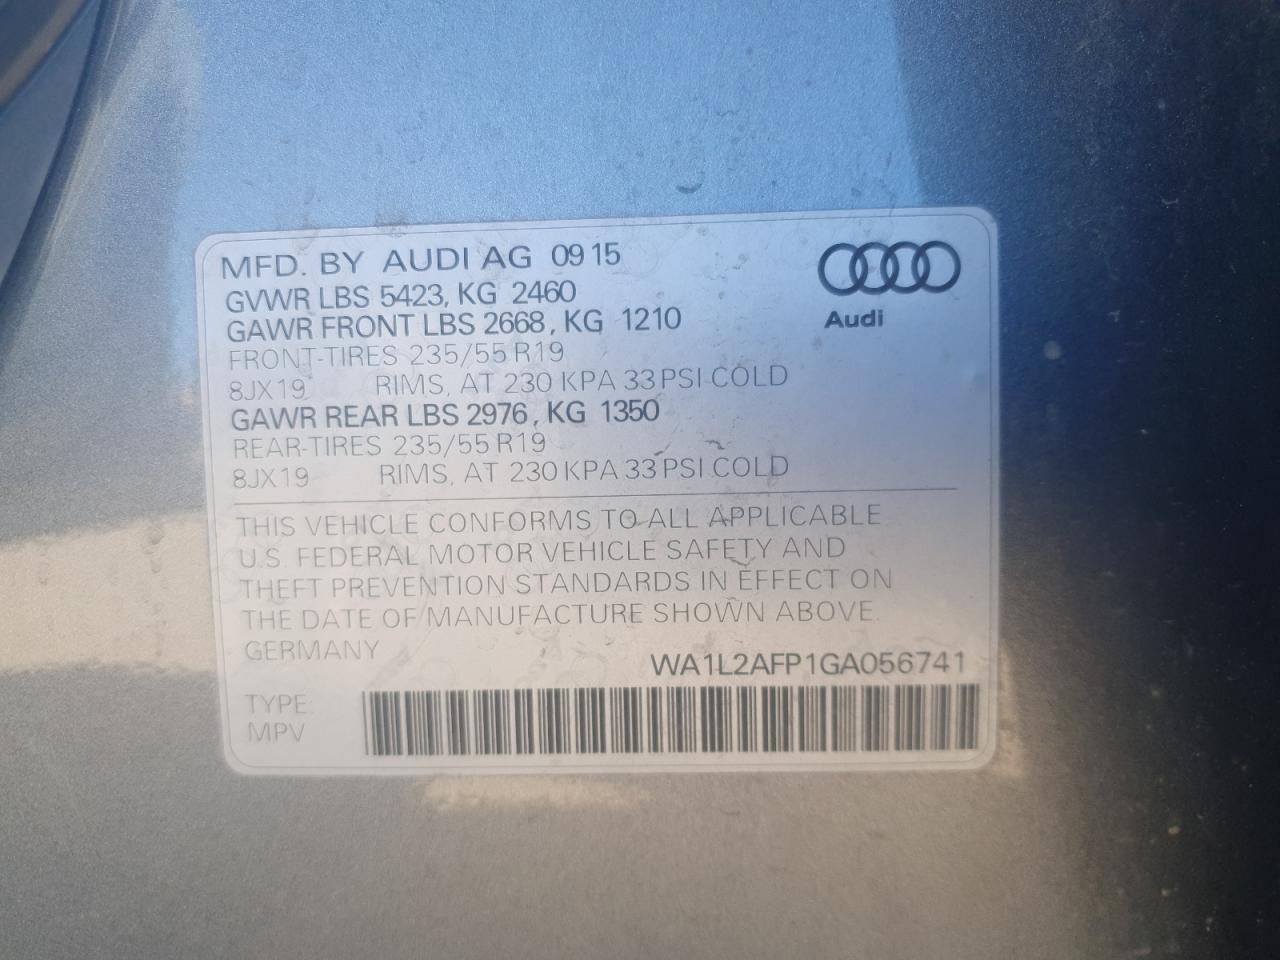 MFD. BY AUDI AG 09 15
GVWR LBS 5423, KG 2460
GAWR FRONT LBS 2668, KG 1210
FRONT-TIRES 235/55 R19
8JX19 RIMS, AT 230 KPA 33 PSI COLD
GAWR REAR LBS 2976, KG 1350
REAR-TIRES 235/55 R19
8JX19 RIMS, AT 230 KPA 33 PSI COLD
Audi
THIS VEHICLE CONFORMS TO ALL APPLICABLE
U.S. FEDERAL MOTOR VEHICLE SAFETY AND
THEFT PREVENTION STANDARDS IN EFFECT ON
THE DATE OF MANUFACTURE SHOWN ABOVE.
GERMANY
WA1L2AFP1GA056741
TYPE:
MPV